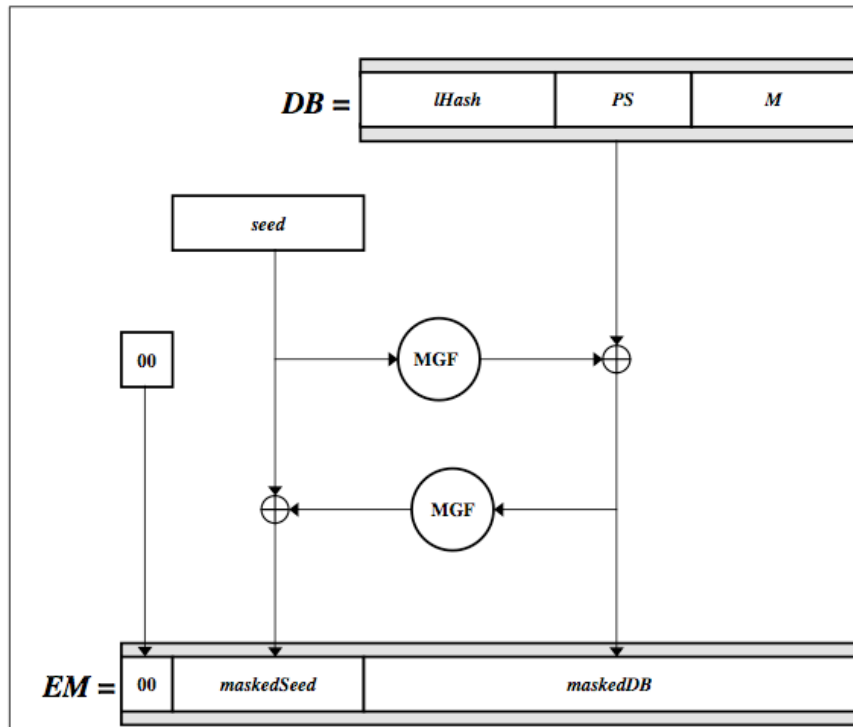 DB = lHash PS M
seed
00 MGF
MGF
EM = 00 maskedSeed maskedDB